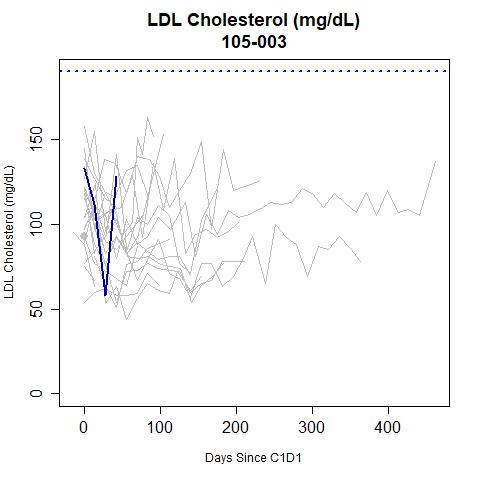 LDL Cholesterol (mg/dL)
105-003
LDL Cholesterol (mg/dL)
150
100
50
0
0 100 200 300 400
Days Since C1D1